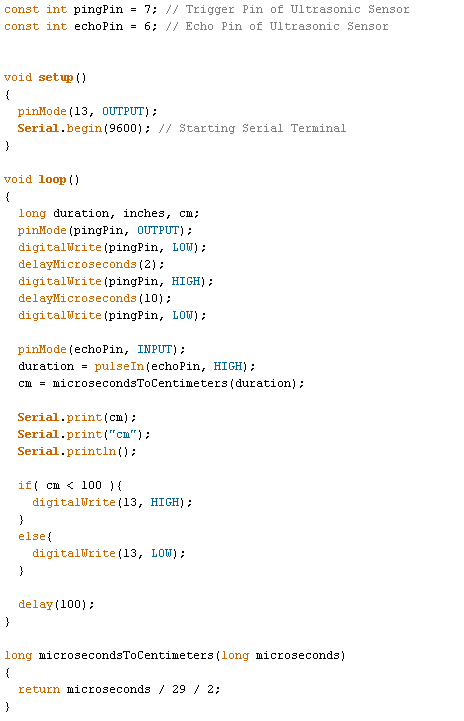 const int pingPin = 7; // Trigger Pin of Ultrasonic Sensor
const int echoPin = 6; // Echo Pin of Ultrasonic Sensor


void setup()
{
  pinMode(13, OUTPUT);
  Serial.begin(9600); // Starting Serial Terminal
}

void loop()
{
  long duration, inches, cm;
  pinMode(pingPin, OUTPUT);
  digitalWrite(pingPin, LOW);
  delayMicroseconds(2);
  digitalWrite(pingPin, HIGH);
  delayMicroseconds(10);
  digitalWrite(pingPin, LOW);

  pinMode(echoPin, INPUT);
  duration = pulseIn(echoPin, HIGH);
  cm = microsecondsToCentimeters(duration);

  Serial.print(cm);
  Serial.print("cm");
  Serial.println();

  if( cm < 100 ){
    digitalWrite(13, HIGH);
  }
  else{
    digitalWrite(13, LOW);
  }

  delay(100);
}

long microsecondsToCentimeters(long microseconds)
{
  return microseconds / 29 / 2;
}